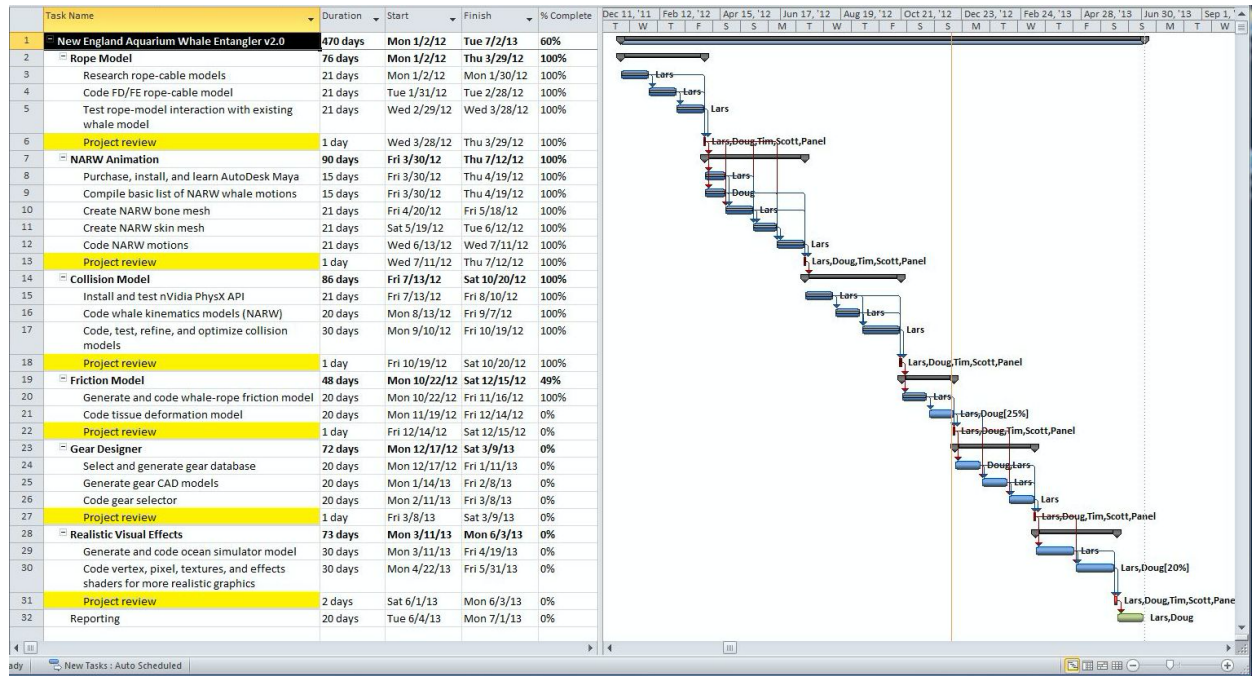 Task Name Duration Start Finish % Complete Dec 11, '11 Feb 12, '12 Apr 15, '12 Jun 17, '12 Aug 19, '12 Oct 21, '12 Dec 23, '12 Feb 24, '13 Apr 28, '13 Jun 30, '13 Sep 1, '
T W T F S S M T W T F S S M T W T F S S M T W
1 New England Aquarium Whale Entangler v2.0 470 days Mon 1/2/12 Tue 7/2/13 60%
2 Rope Model 76 days Mon 1/2/12 Thu 3/29/12 100%
3 Research rope-cable models 21 days Mon 1/2/12 Mon 1/30/12 100% Lars
4 Code FD/FE rope-cable model 21 days Tue 1/31/12 Tue 2/28/12 100% Lars
5 Test rope-model interaction with existing 21 days Wed 2/29/12 Wed 3/28/12 100% Lars
whale model
6 Project review 1 day Wed 3/28/12 Thu 3/29/12 100% Lars,Doug,Tim,Scott,Panel
7 NARW Animation 90 days Fri 3/30/12 Thu 7/12/12 100%
8 Purchase, install, and learn AutoDesk Maya 15 days Fri 3/30/12 Thu 4/19/12 100% Lars
9 Compile basic list of NARW whale motions 15 days Fri 3/30/12 Thu 4/19/12 100% Doug
10 Create NARW bone mesh 21 days Fri 4/20/12 Fri 5/18/12 100% Lars
11 Create NARW skin mesh 21 days Sat 5/19/12 Tue 6/12/12 100%
12 Code NARW motions 21 days Wed 6/13/12 Wed 7/11/12 100% Lars
13 Project review 1 day Wed 7/11/12 Thu 7/12/12 100% Lars,Doug,Tim,Scott,Panel
14 Collision Model 86 days Fri 7/13/12 Sat 10/20/12 100%
15 Install and test nVidia PhysX API 21 days Fri 7/13/12 Fri 8/10/12 100% Lars
16 Code whale kinematics models (NARW) 20 days Mon 8/13/12 Fri 9/7/12 100% Lars
17 Code, test, refine, and optimize collision 30 days Mon 9/10/12 Fri 10/19/12 100% Lars
models
18 Project review 1 day Fri 10/19/12 Sat 10/20/12 100% Lars,Doug,Tim,Scott,Panel
19 Friction Model 48 days Mon 10/22/12 Sat 12/15/12 49%
20 Generate and code whale-rope friction model 20 days Mon 10/22/12 Fri 11/16/12 100% Lars
21 Code tissue deformation model 20 days Mon 11/19/12 Fri 12/14/12 0% Lars,Doug[25%]
22 Project review 1 day Fri 12/14/12 Sat 12/15/12 0% Lars,Doug,Tim,Scott,Panel
23 Gear Designer 72 days Mon 12/17/12 Sat 3/9/13 0%
24 Select and generate gear database 20 days Mon 12/17/12 Fri 1/11/13 0% Doug,Lars
25 Generate gear CAD models 20 days Mon 1/14/13 Fri 2/8/13 0% Lars
26 Code gear selector 20 days Mon 2/11/13 Fri 3/8/13 0% Lars
27 Project review 1 day Fri 3/8/13 Sat 3/9/13 0% Lars,Doug,Tim,Scott,Panel
28 Realistic Visual Effects 73 days Mon 3/11/13 Mon 6/3/13 0%
29 Generate and code ocean simulator model 30 days Mon 3/11/13 Fri 4/19/13 0% Lars
30 Code vertex, pixel, textures, and effects 30 days Mon 4/22/13 Fri 5/31/13 0% Lars,Doug[20%]
shaders for more realistic graphics
31 Project review 2 days Sat 6/1/13 Mon 6/3/13 0% Lars,Doug,Tim,Scott,Pane
32 Reporting 20 days Tue 6/4/13 Mon 7/1/13 0% Lars,Doug
ady New Tasks : Auto Scheduled